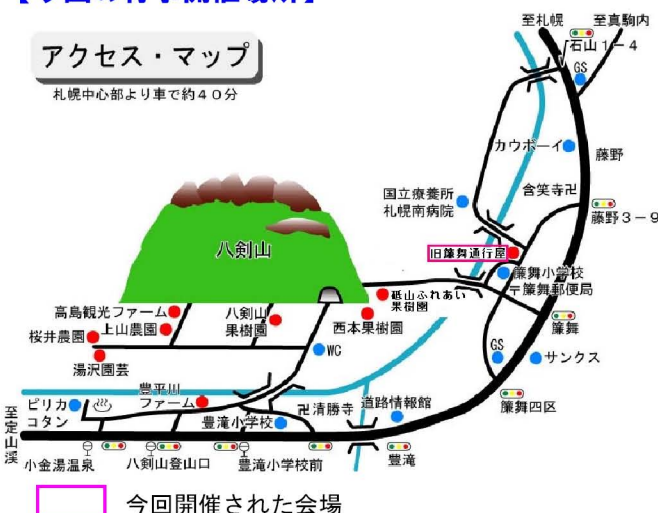 至札幌
至真駒内
石山1-4
GS
アクセス・マップ
札幌中心部より車で約40分
カウボーイ
藤野
国立療養所
札幌南病院
含笑寺卍
藤野3-9
八剣山
旧簾舞通行屋
簾舞小学校
〒簾舞郵便局
砥山ふれあい
果樹園
高島観光ファーム
上山農園
八剣山
果樹園
西本果樹園
簾舞
桜井農園
WC
GS
サンクス
湯沢園芸
豊平川
ファーム
簾舞四区
ピリカ
コタン
卍清勝寺
道路情報館
豊滝小学校
至定山渓
小金湯温泉
八剣山登山口
豊滝小学校前
豊滝
今回開催された会場